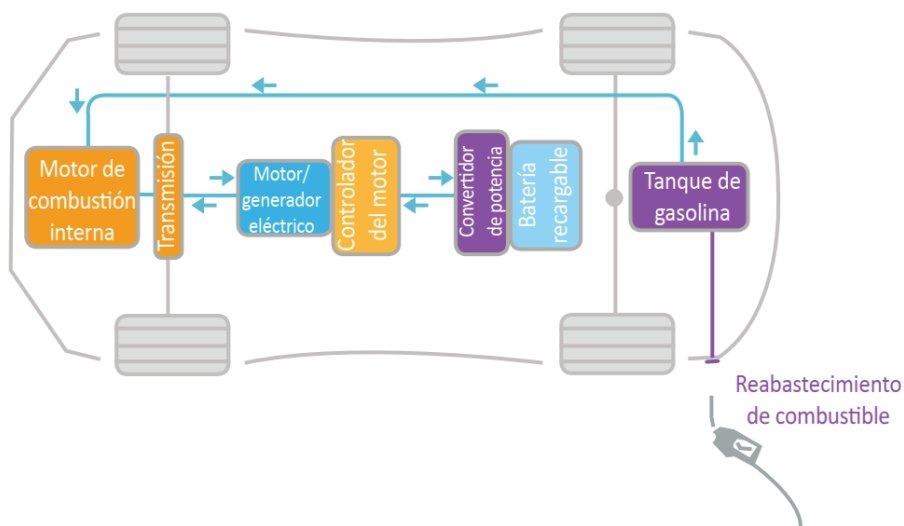 Motor de
combustión
interna
Transmisión
Motor/
generador
eléctrico
Controlador
del motor
Convertidor
de potencia
Batería
recargable
Tanque de
gasolina
Reabastecimiento
de combustible